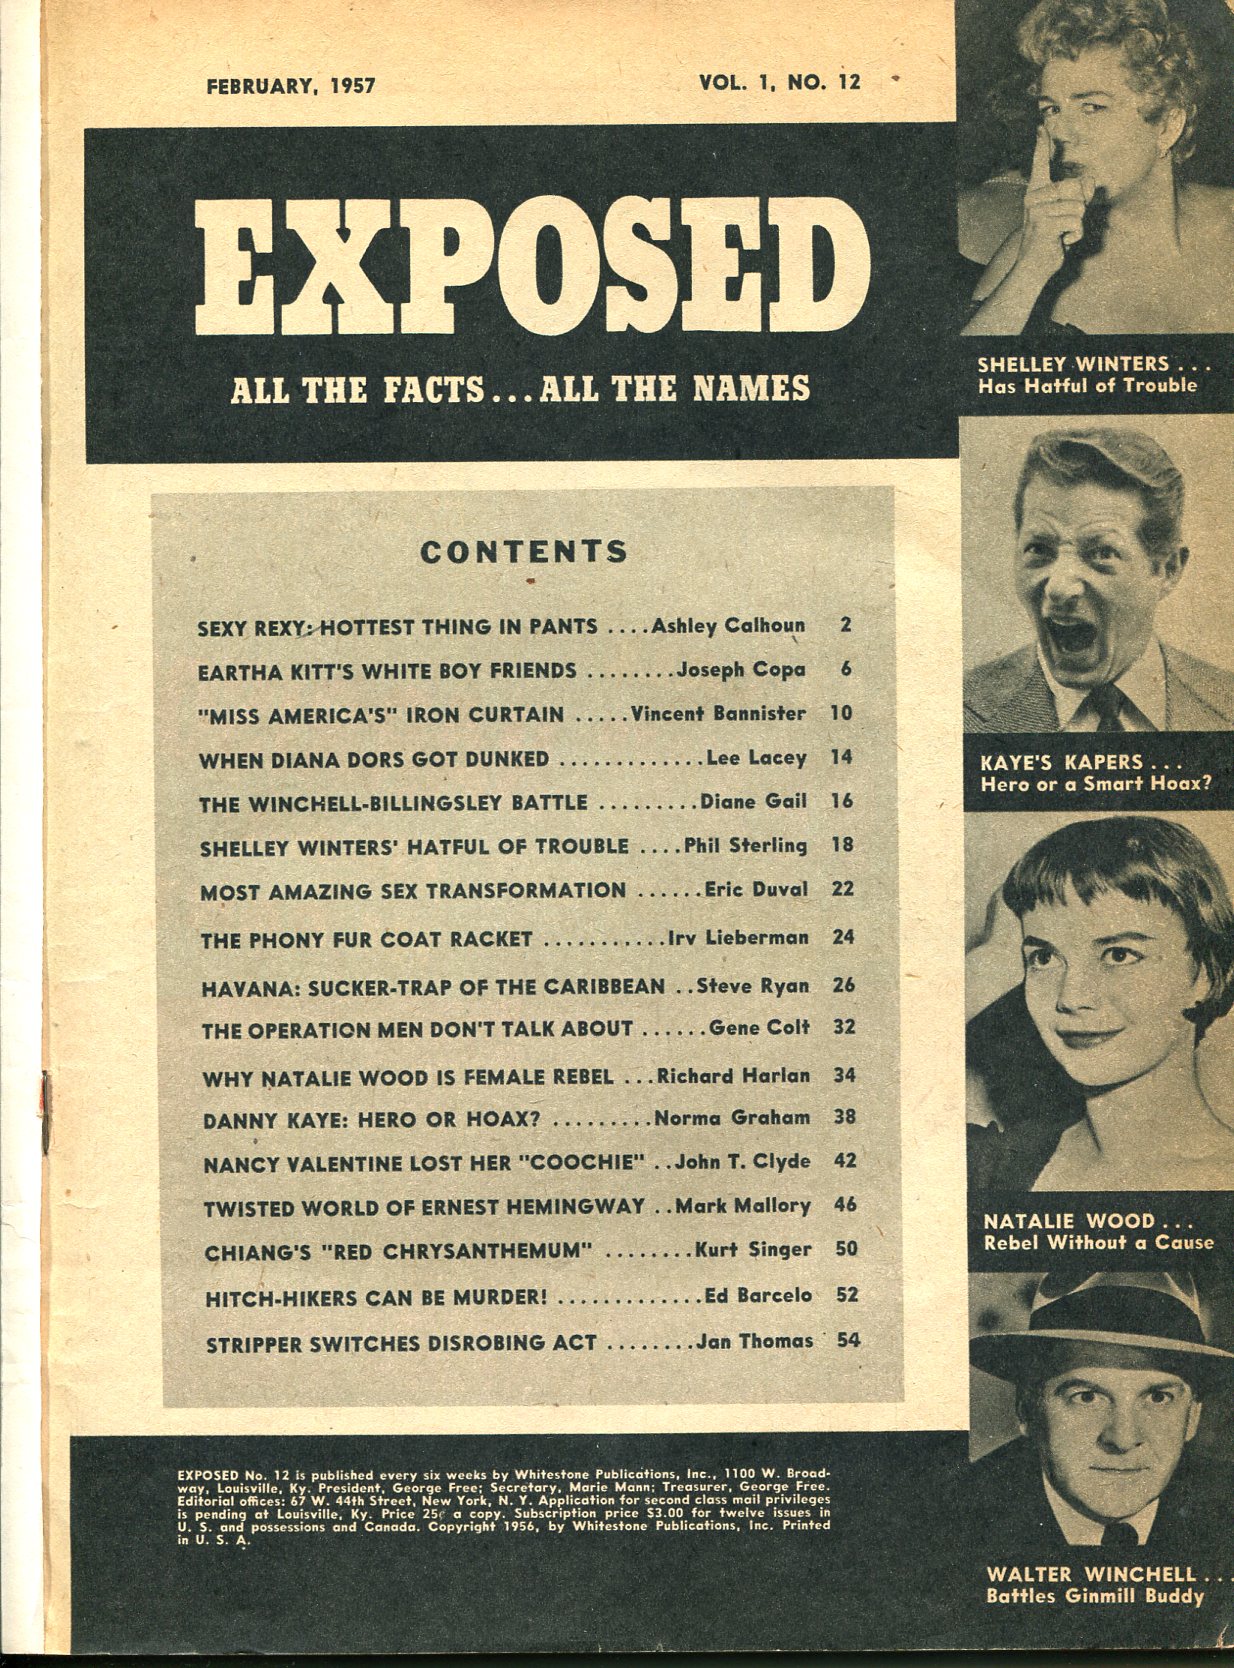 FEBRUARY, 1957
VOL. 1, NO. 12
EXPOSED
ALL THE FACTS...ALL THE NAMES
CONTENTS
SEXY REXY: HOTTEST THING IN PANTS ....Ashley Calhoun 2
EARTHA KITT'S WHITE BOY FRIENDS ........Joseph Copa 6
"MISS AMERICA'S" IRON CURTAIN .....Vincent Bannister 10
WHEN DIANA DORS GOT DUNKED .............Lee Lacey 14
THE WINCHELL-BILLINGSLEY BATTLE .........Diane Gail 16
SHELLEY WINTERS' HATFUL OF TROUBLE ....Phil Sterling 18
MOST AMAZING SEX TRANSFORMATION ......Eric Duval 22
THE PHONY FUR COAT RACKET ...........Irv Lieberman 24
HAVANA: SUCKER-TRAP OF THE CARIBBEAN ..Steve Ryan 26
THE OPERATION MEN DON'T TALK ABOUT ......Gene Colt 32
WHY NATALIE WOOD IS FEMALE REBEL ...Richard Harlan 34
DANNY KAYE: HERO OR HOAX? .........Norma Graham 38
NANCY VALENTINE LOST HER "COOCHIE" ..John T. Clyde 42
TWISTED WORLD OF ERNEST HEMINGWAY ..Mark Mallory 46
CHIANG'S "RED CHRYSANTHEMUM" ........Kurt Singer 50
HITCH-HIKERS CAN BE MURDER! .............Ed Barcelo 52
STRIPPER SWITCHES DISROBING ACT ........Jan Thomas 54
EXPOSED No. 12 is published every six weeks by Whitestone Publications, Inc., 1100 W. Broad-
way, Louisville, Ky. President, George Free; Secretary, Marie Mann; Treasurer, George Free.
Editorial offices: 67 W. 44th Street, New York, N. Y. Application for second class mail privileges
is pending at Louisville, Ky. Price 25¢ a copy. Subscription price $3.00 for twelve issues in
U. S. and possessions and Canada. Copyright 1956, by Whitestone Publications, Inc. Printed
in U. S. A.
SHELLEY WINTERS . . .
Has Hatful of Trouble
KAYE'S KAPERS . . .
Hero or a Smart Hoax?
NATALIE WOOD . . .
Rebel Without a Cause
WALTER WINCHELL . . .
Battles Ginmill Buddy